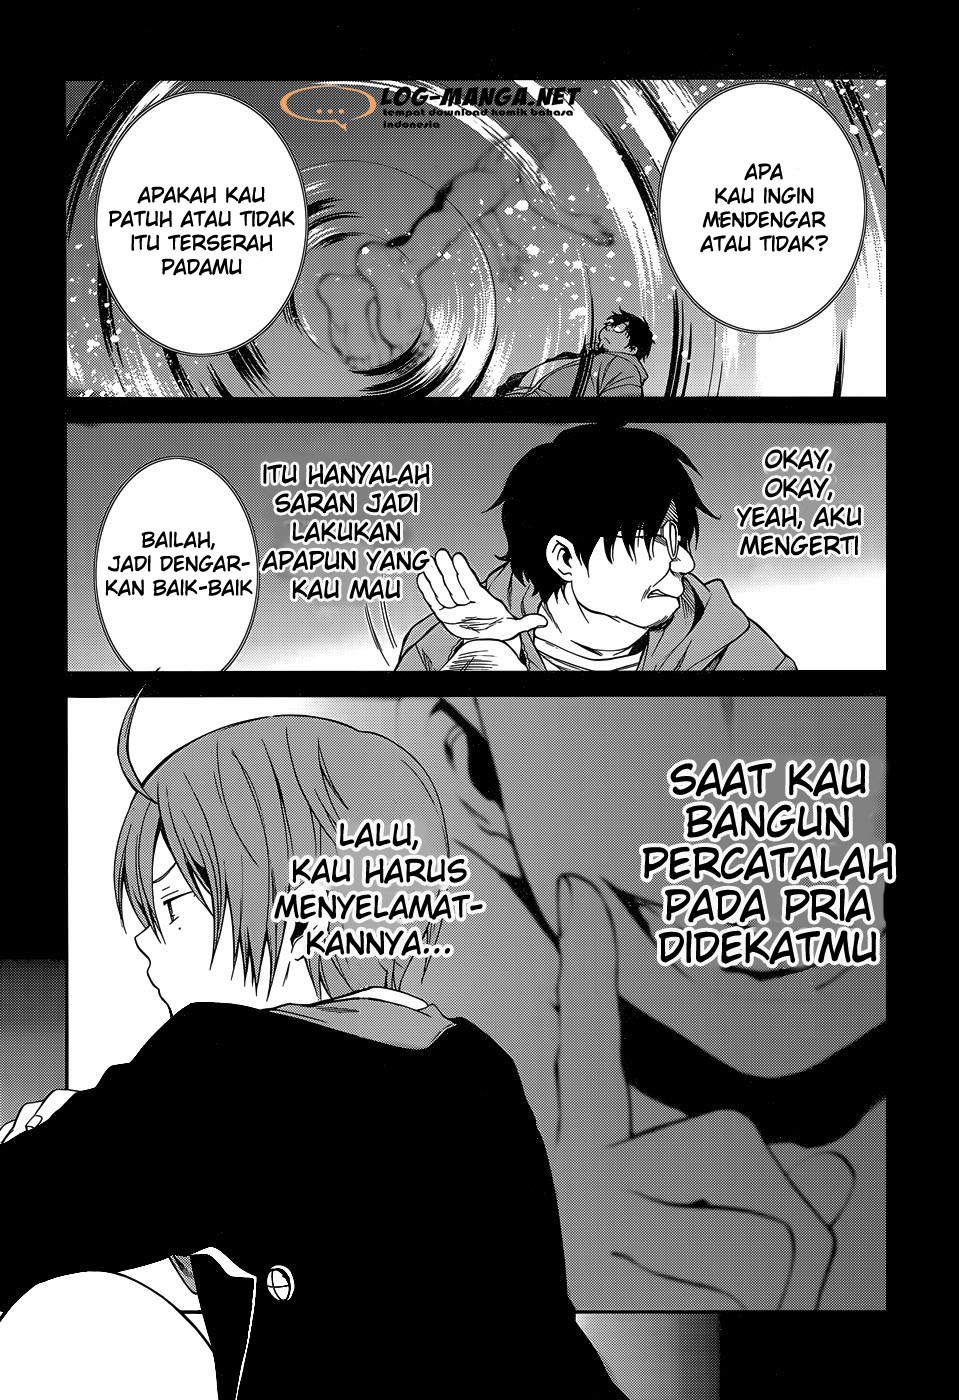 LOG-MANGA.NET
tempat download komik bahasa
indonesia
APA
KAU INGIN
MENDENGAR
ATAU TIDAK?
APAKAH KAU
PATUH ATAU TIDAK
ITU TERSERAH
PADAMU
OKAY,
OKAY,
YEAH, AKU
MENGERTI
ITU HANYALAH
SARAN JADI
LAKUKAN
APAPUN YANG
KAU MAU
BAILAH,
JADI DENGAR-
KAN BAIK-BAIK
SAAT KAU
BANGUN
PERCATALAH
PADA PRIA
DIDEKATMU
LALU,
KAU HARUS
MENYELAMAT-
KANNYA...